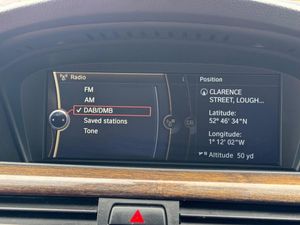 Radio
FM
AM
DAB/DMB
Saved stations
Tone
Position
CLARENCE
STREET, LOUGH...
Latitude:
52° 46' 34"N
Longitude:
1° 12' 02"W
Altitude 50 yd